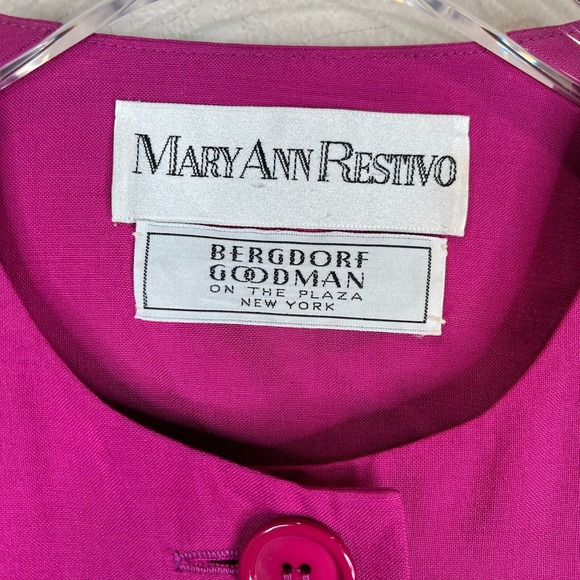 MARYANN RESTIVO
BERGDORF
GOODMAN
ON THE PLAZA
NEW YORK